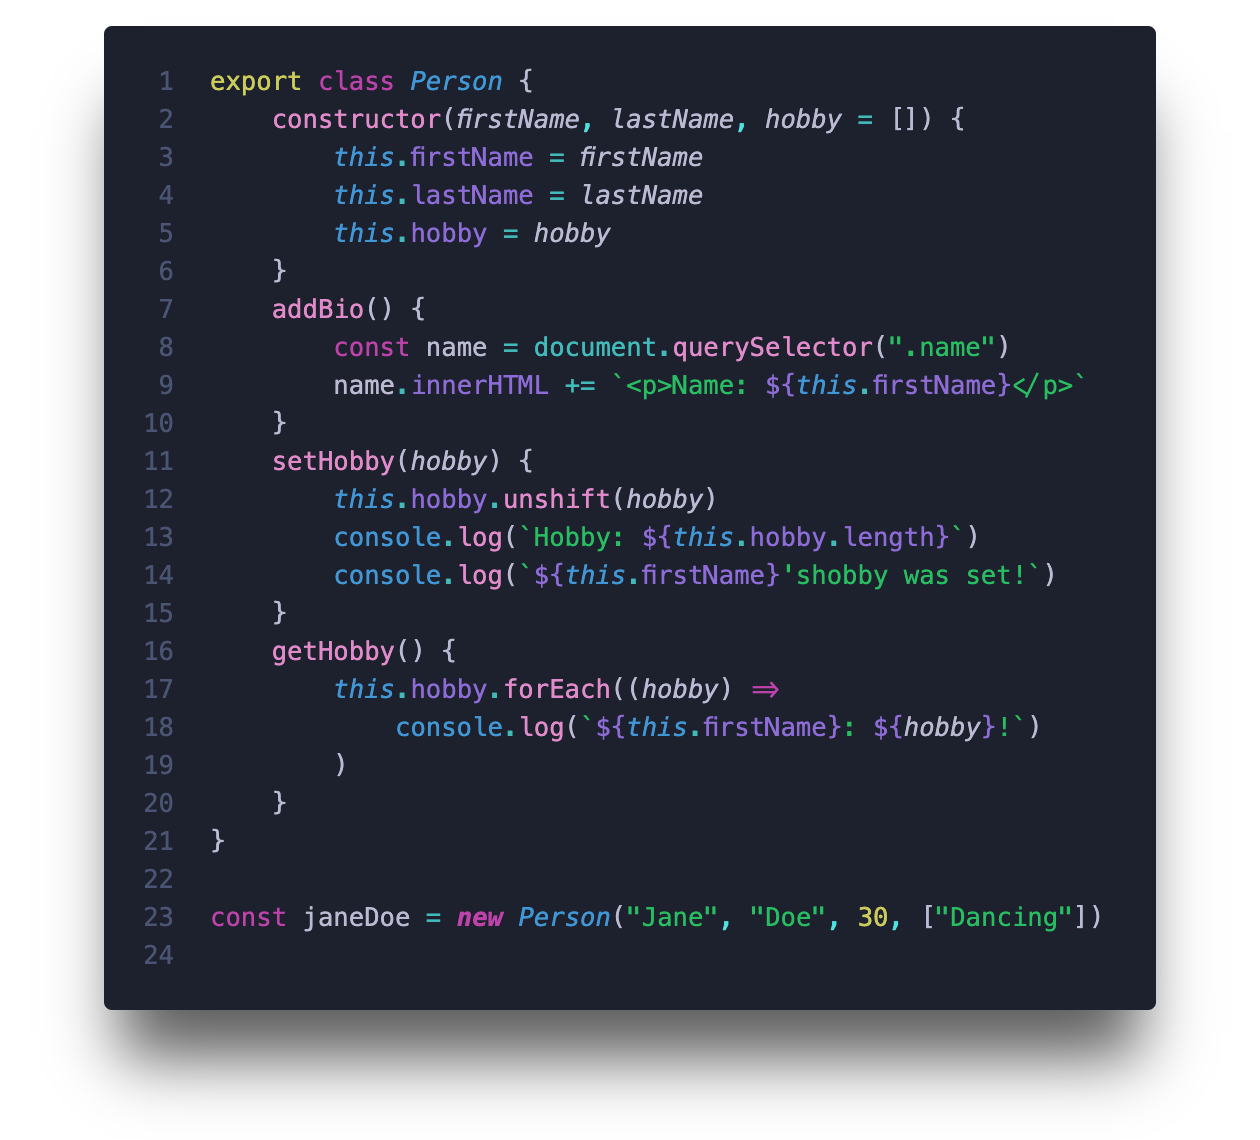 1 export class Person {
2     constructor(firstName, lastName, hobby = []) {
3         this.firstName = firstName
4         this.lastName = lastName
5         this.hobby = hobby
6     }
7     addBio() {
8         const name = document.querySelector(".name")
9         name.innerHTML += `<p>Name: ${this.firstName}</p>`
10     }
11     setHobby(hobby) {
12         this.hobby.unshift(hobby)
13         console.log(`Hobby: ${this.hobby.length}`)
14         console.log(`${this.firstName}'shobby was set!`)
15     }
16     getHobby() {
17         this.hobby.forEach((hobby) =>
18             console.log(`${this.firstName}: ${hobby}!`)
19         )
20     }
21 }
22
23 const janeDoe = new Person("Jane", "Doe", 30, ["Dancing"])
24